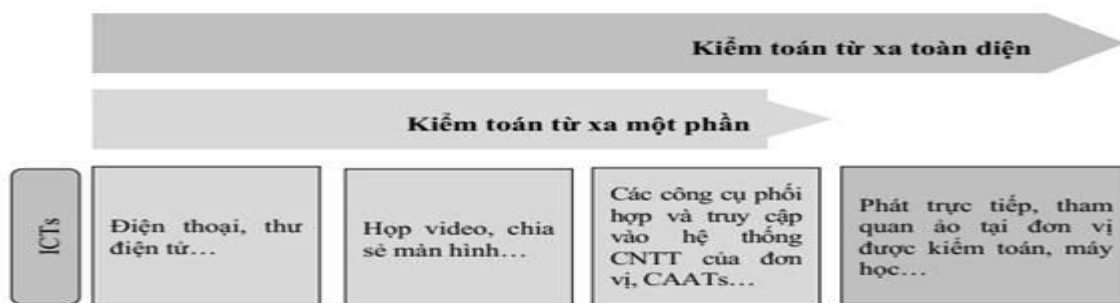 Kiểm toán từ xa toàn diện
Kiểm toán từ xa một phần
ICTs
Điện thoại, thư
điện tử…
Họp video, chia
sẻ màn hình…
Các công cụ phối
hợp và truy cập
vào hệ thống
CNTT của đơn
vị, CAATs…
Phát trực tiếp, tham
quan ảo tại đơn vị
được kiểm toán, máy
học…